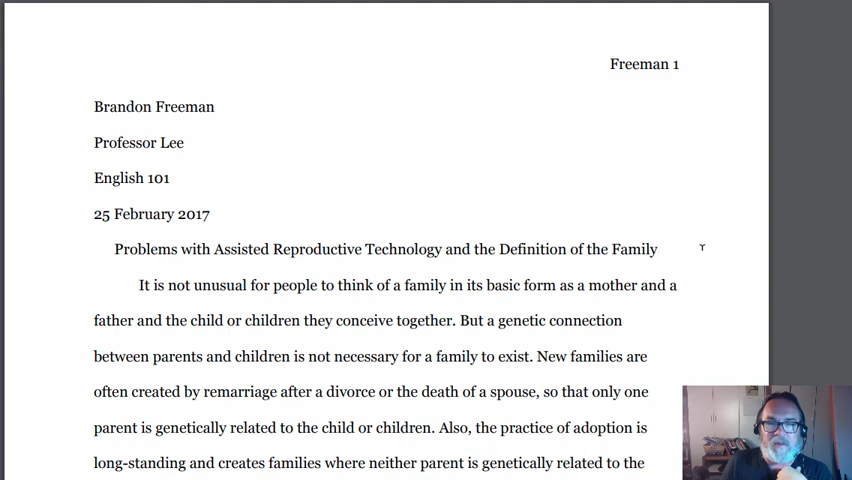 Freeman 1
Brandon Freeman
Professor Lee
English 101
25 February 2017
Problems with Assisted Reproductive Technology and the Definition of the Family
It is not unusual for people to think of a family in its basic form as a mother and a
father and the child or children they conceive together. But a genetic connection
between parents and children is not necessary for a family to exist. New families are
often created by remarriage after a divorce or the death of a spouse, so that only one
parent is genetically related to the child or children. Also, the practice of adoption is
long-standing and creates families where neither parent is genetically related to the